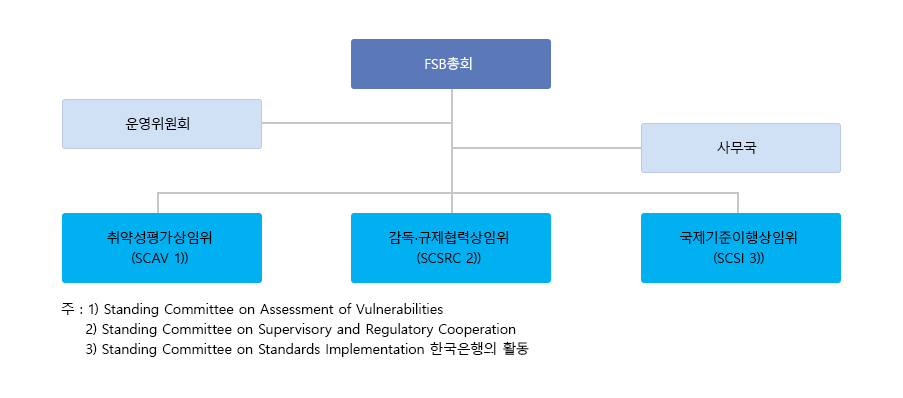 FSB총회
운영위원회
사무국
취약성평가상임위
(SCAV 1))
감독·규제협력상임위
(SCSRC 2))
국제기준이행상임위
(SCSI 3))
주 : 1) Standing Committee on Assessment of Vulnerabilities
2) Standing Committee on Supervisory and Regulatory Cooperation
3) Standing Committee on Standards Implementation 한국은행의 활동